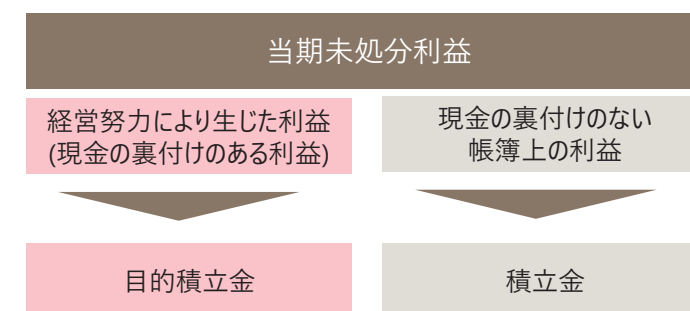 当期未処分利益
経営努力により生じた利益
(現金の裏付けのある利益)
現金の裏付けのない
帳簿上の利益
目的積立金
積立金